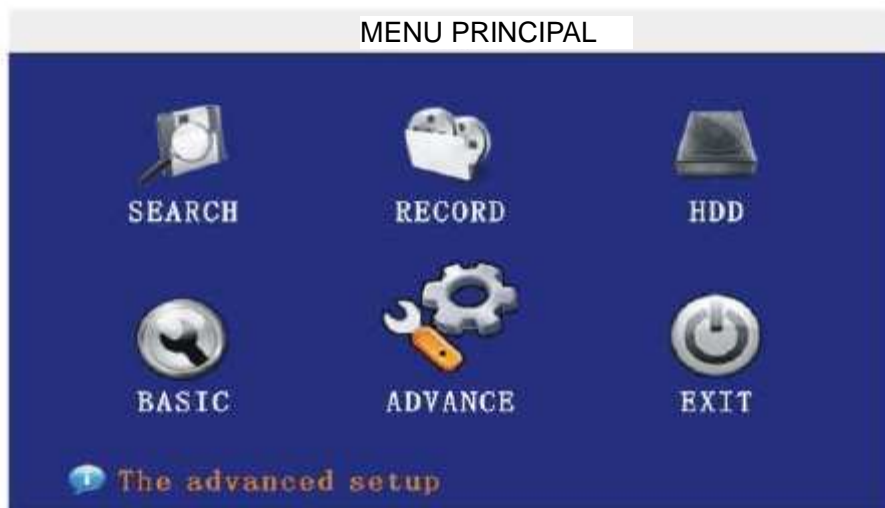 MENU PRINCIPAL
SEARCH RECORD HDD
BASIC ADVANCE EXIT
The advanced setup